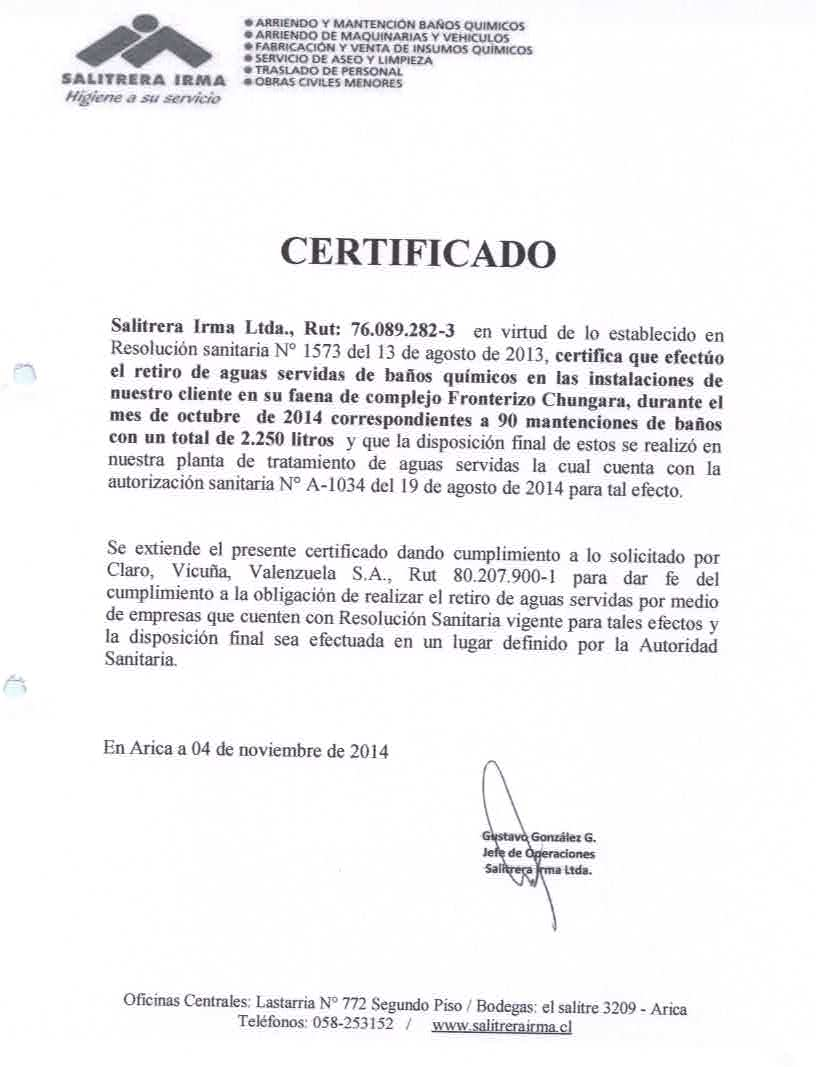 ● ARRIENDO Y MANTENCIÓN BAÑOS QUIMICOS
● ARRIENDO DE MAQUINARIAS Y VEHICULOS
● FABRICACIÓN Y VENTA DE INSUMOS QUÍMICOS
● SERVICIO DE ASEO Y LIMPIEZA
● TRASLADO DE PERSONAL
● OBRAS CIVILES MENORES
SALITRERA IRMA
Higiene a su servicio
CERTIFICADO
Salitrera Irma Ltda., Rut: 76.089.282-3 en virtud de lo establecido en
Resolución sanitaria N° 1573 del 13 de agosto de 2013, certifica que efectúo
el retiro de aguas servidas de baños químicos en las instalaciones de
nuestro cliente en su faena de complejo Fronterizo Chungara, durante el
mes de octubre de 2014 correspondientes a 90 mantenciones de baños
con un total de 2.250 litros y que la disposición final de estos se realizó en
nuestra planta de tratamiento de aguas servidas la cual cuenta con la
autorización sanitaria N° A-1034 del 19 de agosto de 2014 para tal efecto.
Se extiende el presente certificado dando cumplimiento a lo solicitado por
Claro, Vicuña, Valenzuela S.A., Rut 80.207.900-1 para dar fe del
cumplimiento a la obligación de realizar el retiro de aguas servidas por medio
de empresas que cuenten con Resolución Sanitaria vigente para tales efectos y
la disposición final sea efectuada en un lugar definido por la Autoridad
Sanitaria.
En Arica a 04 de noviembre de 2014
Gustavo González G.
Jefe de Operaciones
Salitrera Irma Ltda.
Oficinas Centrales: Lastarria N° 772 Segundo Piso / Bodegas: el salitre 3209 - Arica
Teléfonos: 058-253152 / www.salitrerairma.cl